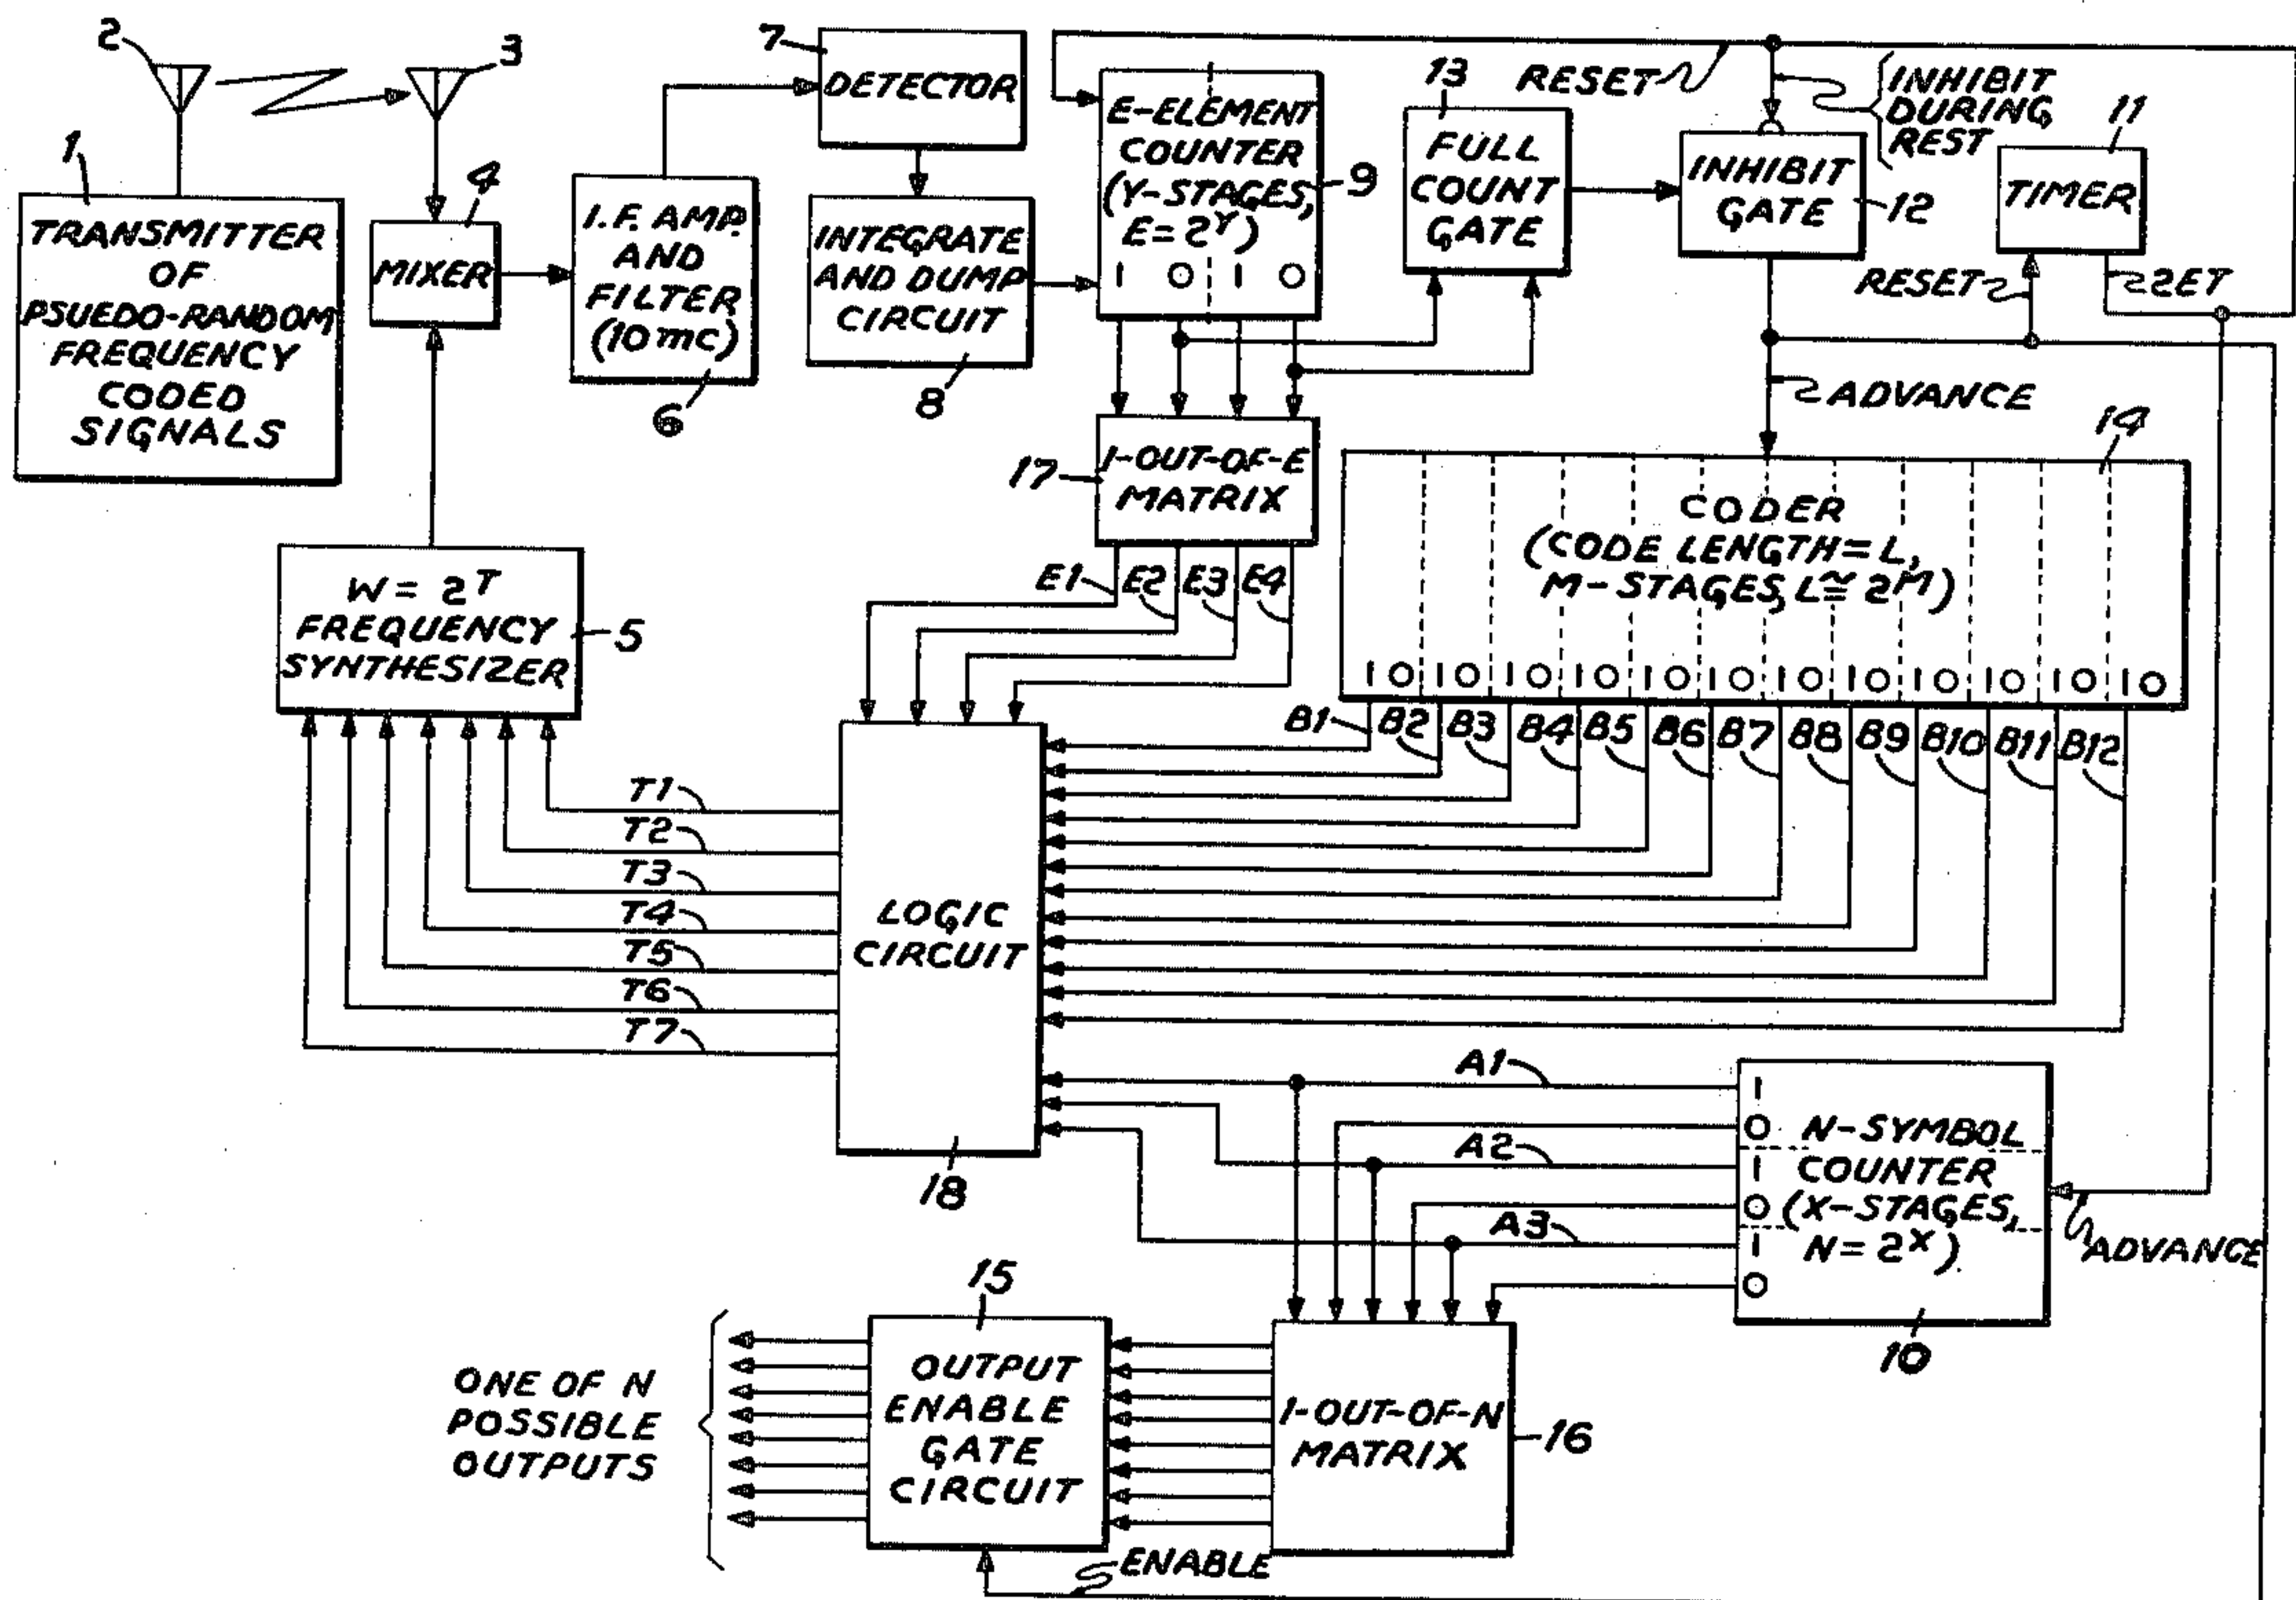 2
3
7
DETECTOR
1
TRANSMITTER
OF
PSUEDO-RANDOM
FREQUENCY
CODED
SIGNALS
4
MIXER
I.F. AMP.
AND
FILTER
(10 mc)
6
INTEGRATE
AND DUMP
CIRCUIT
8
E-ELEMENT
COUNTER
(Y-STAGES,
E = 2^Y)
1 0 1 0
9
RESET
13
FULL
COUNT
GATE
INHIBIT
DURING
REST
INHIBIT
GATE
12
11
TIMER
RESET
2ET
ADVANCE
17
1-OUT-OF-E
MATRIX
14
CODER
(CODE LENGTH = L,
M-STAGES, L ≅ 2^M)
1 0 1 0 1 0 1 0 1 0 1 0 1 0 1 0 1 0 1 0 1 0 1 0
W = 2^T
FREQUENCY
SYNTHESIZER
5
E1 E2 E3 E4
B1 B2 B3 B4 B5 B6 B7 B8 B9 B10 B11 B12
T1
T2
T3
T4
T5
T6
T7
LOGIC
CIRCUIT
18
A1
A2
A3
1
0
1
0
1
0
N-SYMBOL
COUNTER
(X-STAGES,
N = 2^X)
10
ADVANCE
15
OUTPUT
ENABLE
GATE
CIRCUIT
ONE OF N
POSSIBLE
OUTPUTS
1-OUT-OF-N
MATRIX
16
ENABLE